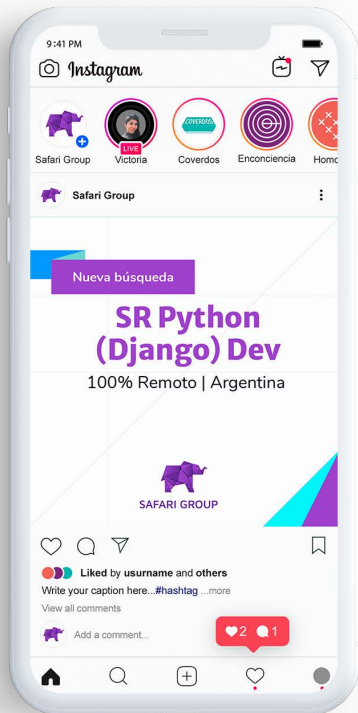 9:41 PM
Instagram
COVERDOSS
LIVE
Safari Group
Victoria
Coverdos
Enconciencia
Homo
Safari Group
Nueva búsqueda
SR Python
(Django) Dev
100% Remoto | Argentina
SAFARI GROUP
Liked by usurname and others
Write your caption here...#hashtag ...more
View all comments
Add a comment...
2 1